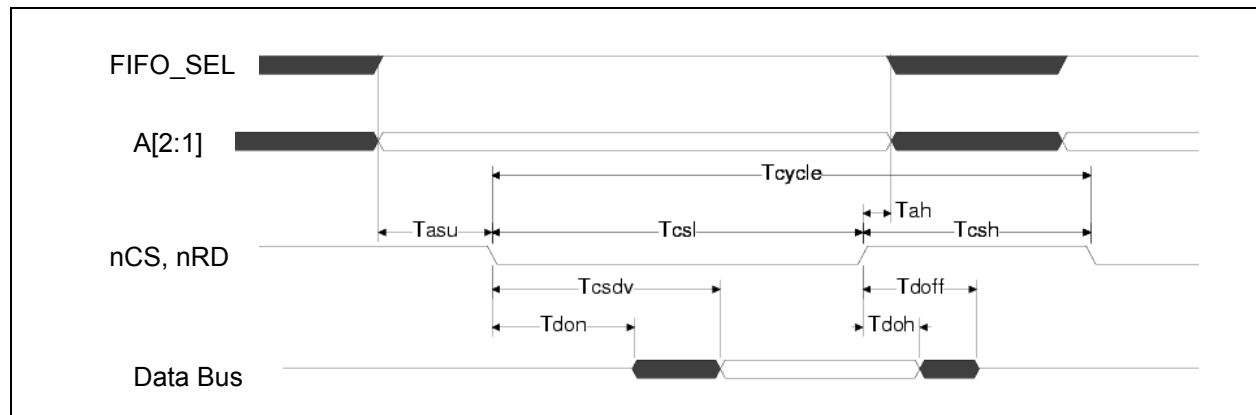 FIFO_SEL
A[2:1]
Tcycle
Tah
Tasu
Tcsl
Tcsh
nCS, nRD
Tcsdv
Tdoff
Tdon
Tdoh
Data Bus